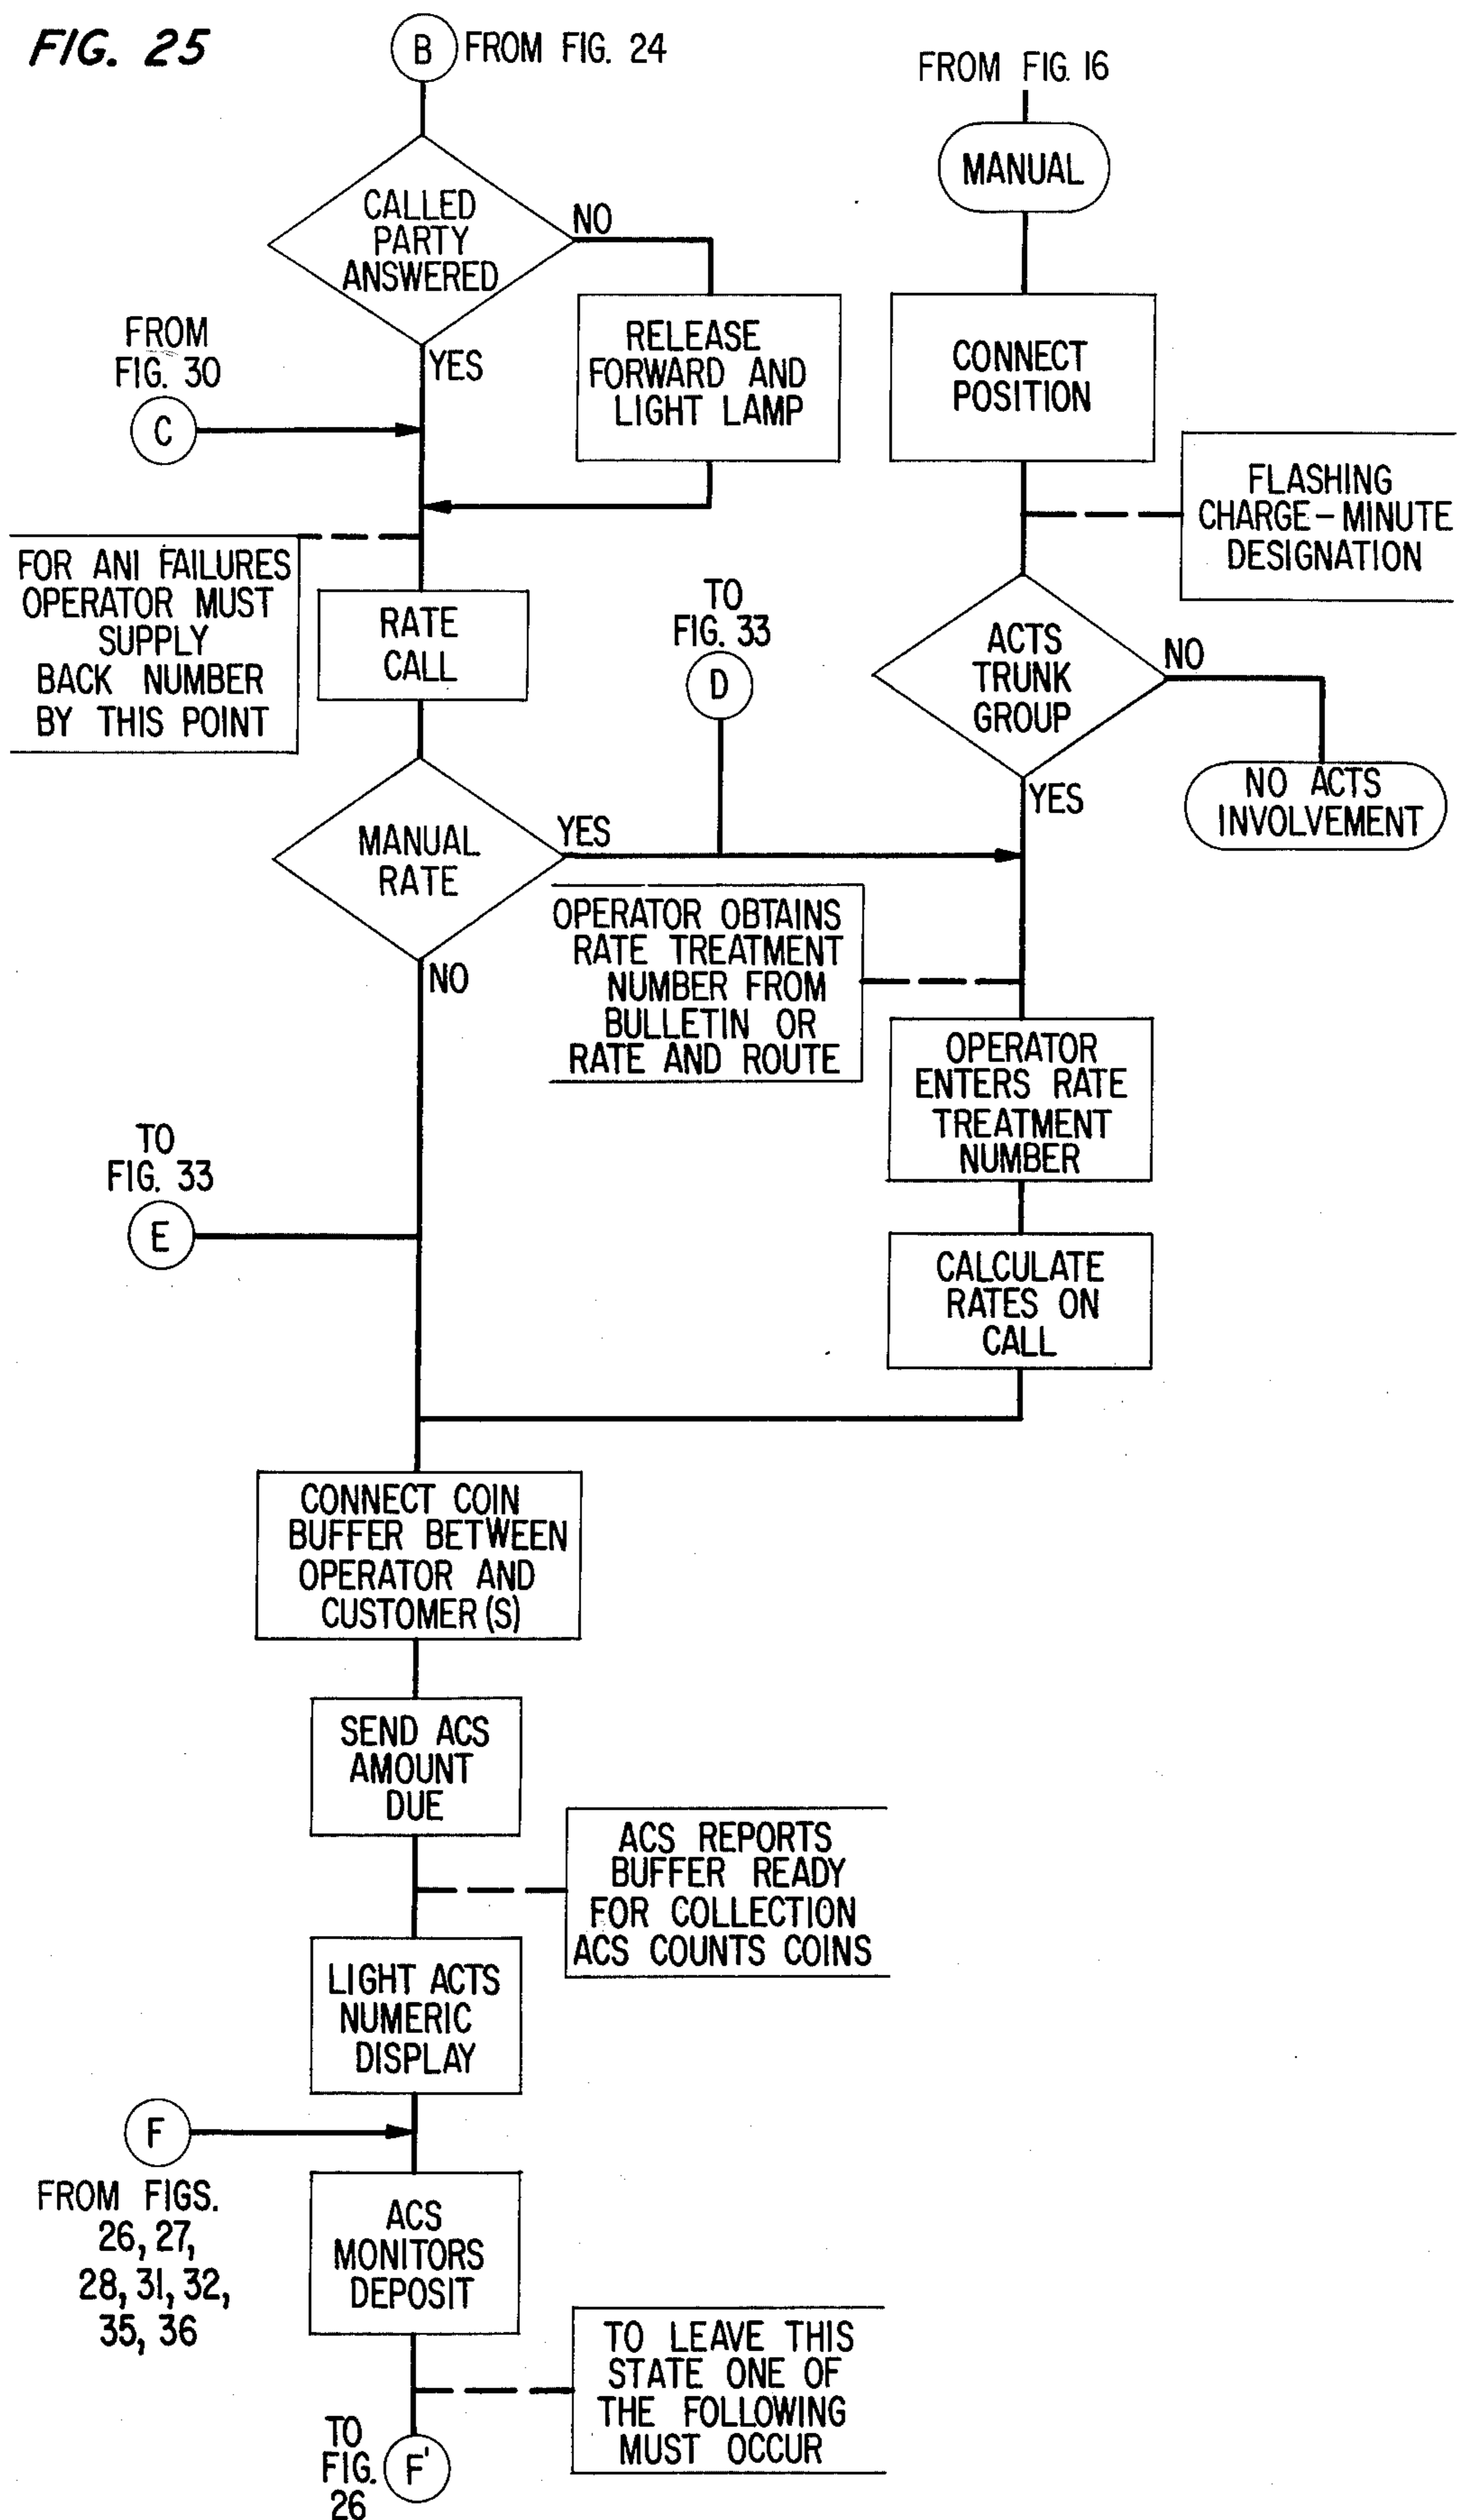 FIG. 25
B FROM FIG. 24
FROM FIG. 16
MANUAL
CALLED
PARTY
ANSWERED
NO
YES
RELEASE
FORWARD AND
LIGHT LAMP
CONNECT
POSITION
FROM
FIG. 30
C
FLASHING
CHARGE-MINUTE
DESIGNATION
FOR ANI FAILURES
OPERATOR MUST
SUPPLY
BACK NUMBER
BY THIS POINT
RATE
CALL
TO
FIG. 33
D
ACTS
TRUNK
GROUP
NO
YES
NO ACTS
INVOLVEMENT
MANUAL
RATE
YES
NO
OPERATOR OBTAINS
RATE TREATMENT
NUMBER FROM
BULLETIN OR
RATE AND ROUTE
OPERATOR
ENTERS RATE
TREATMENT
NUMBER
TO
FIG. 33
E
CALCULATE
RATES ON
CALL
CONNECT COIN
BUFFER BETWEEN
OPERATOR AND
CUSTOMER(S)
SEND ACS
AMOUNT
DUE
ACS REPORTS
BUFFER READY
FOR COLLECTION
ACS COUNTS COINS
LIGHT ACTS
NUMERIC
DISPLAY
F
FROM FIGS.
26, 27,
28, 31, 32,
35, 36
ACS
MONITORS
DEPOSIT
TO LEAVE THIS
STATE ONE OF
THE FOLLOWING
MUST OCCUR
TO
FIG.
26
F'